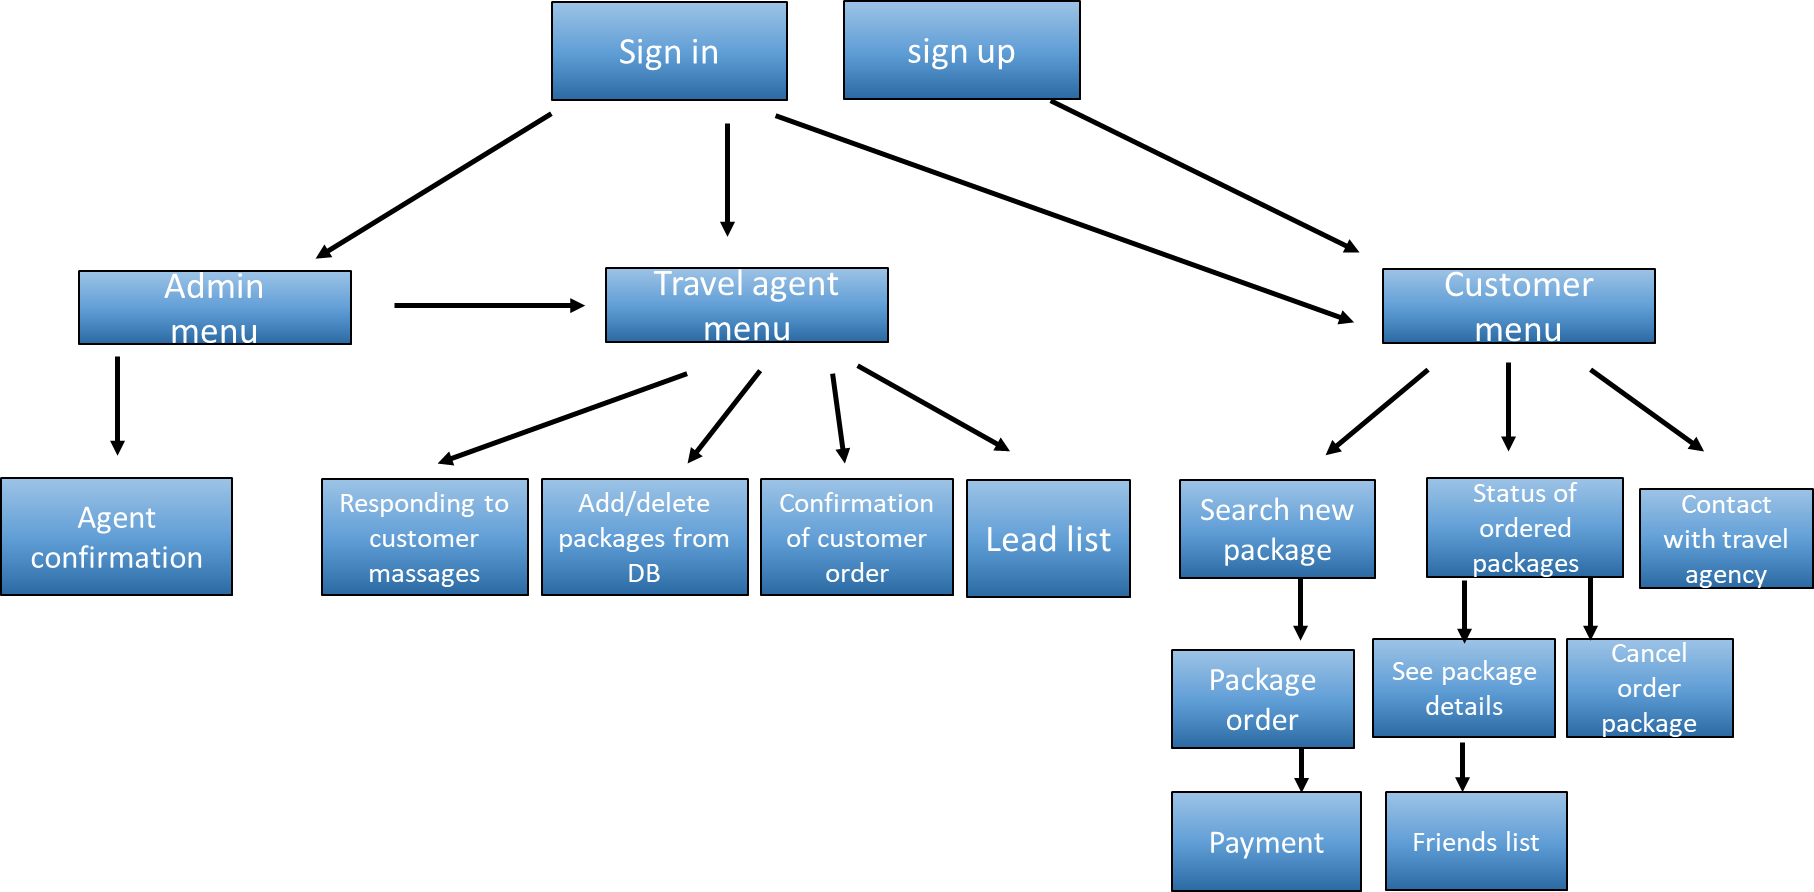 Sign in
sign up
Admin
menu
Travel agent
menu
Customer
menu
Agent
confirmation
Responding to
customer
massages
Add/delete
packages from
DB
Confirmation
of customer
order
Lead list
Search new
package
Status of
ordered
packages
Contact
with travel
agency
Package
order
See package
details
Cancel
order
package
Payment
Friends list